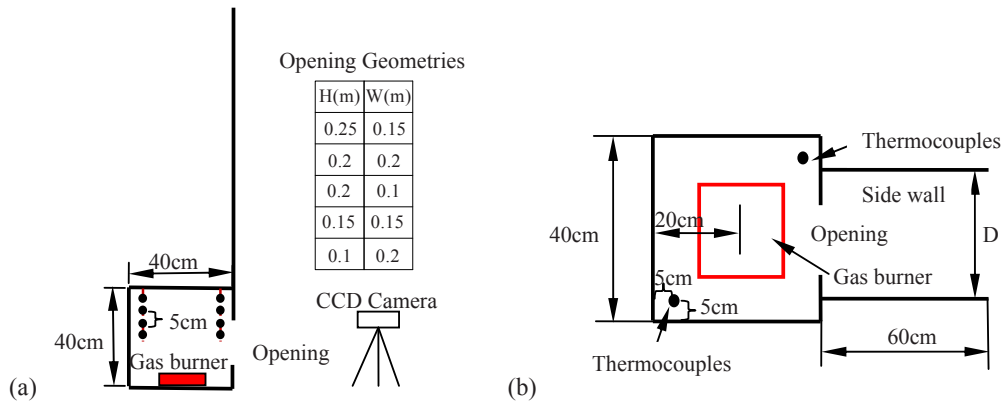 Opening Geometries
H(m) W(m)
0.25 0.15
0.2 0.2
0.2 0.1
0.15 0.15
0.1 0.2
40cm
CCD Camera
5cm
40cm
Gas burner
Opening
(a)
Thermocouples
Side wall
20cm
40cm
Opening
D
Gas burner
5cm
5cm
Thermocouples
60cm
(b)